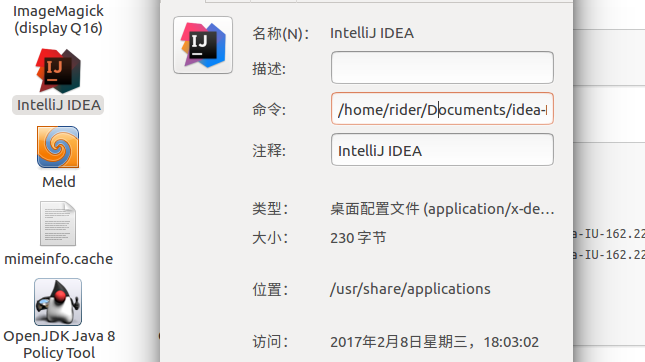 ImageMagick
(display Q16)
IntelliJ IDEA
Meld
mimeinfo.cache
OpenJDK Java 8
Policy Tool
IJ
名称(N)： IntelliJ IDEA
描述:
命令: /home/rider/Documents/idea-
注释: IntelliJ IDEA
类型: 桌面配置文件 (application/x-de…
大小: 230 字节
位置: /usr/share/applications
访问: 2017年2月8日星期三，18:03:02
a-IU-162.22
a-IU-162.22